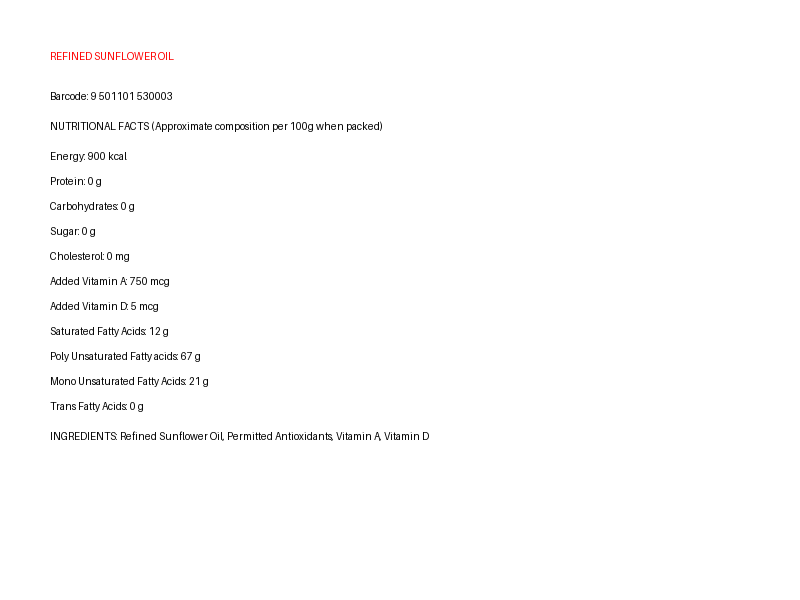 REFINED SUNFLOWER OIL
Barcode: 9 501101 530003
NUTRITIONAL FACTS (Approximate composition per 100g when packed)
Energy: 900 kcal
Protein: 0 g
Carbohydrates: 0 g
Sugar: 0 g
Cholesterol: 0 mg
Added Vitamin A: 750 mcg
Added Vitamin D: 5 mcg
Saturated Fatty Acids: 12 g
Poly Unsaturated Fatty acids: 67 g
Mono Unsaturated Fatty Acids: 21 g
Trans Fatty Acids: 0 g
INGREDIENTS: Refined Sunflower Oil, Permitted Antioxidants, Vitamin A, Vitamin D